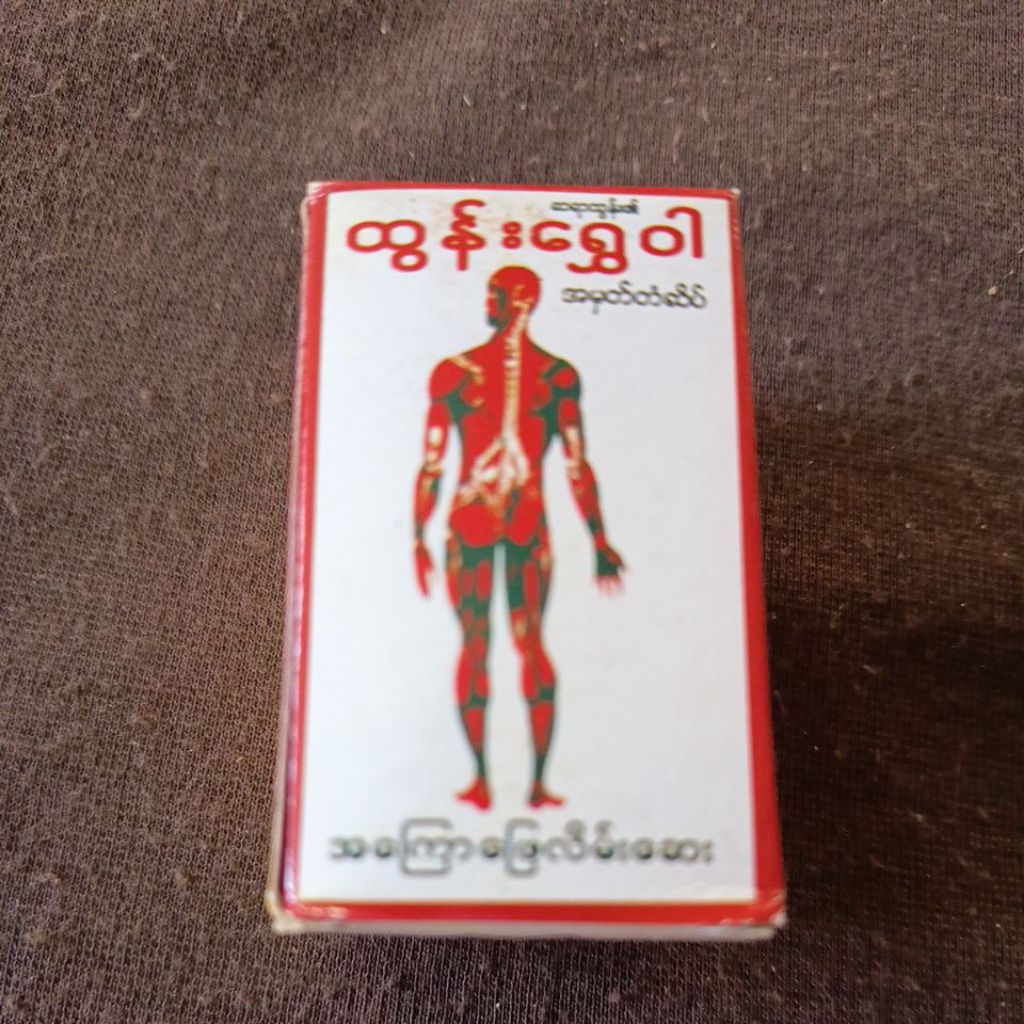 ဆရာထွန်း၏
ထွန်းရွှေဝါ
အမှတ်တံဆိပ်
အကြောဖြေလိမ်းဆေး